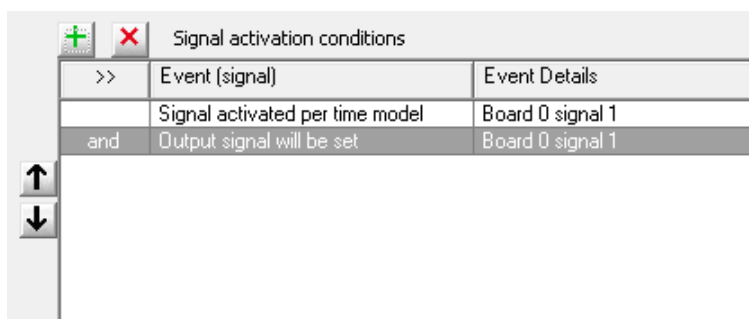 Signal activation conditions
>> Event (signal) Event Details
Signal activated per time model Board 0 signal 1
and Output signal will be set Board 0 signal 1